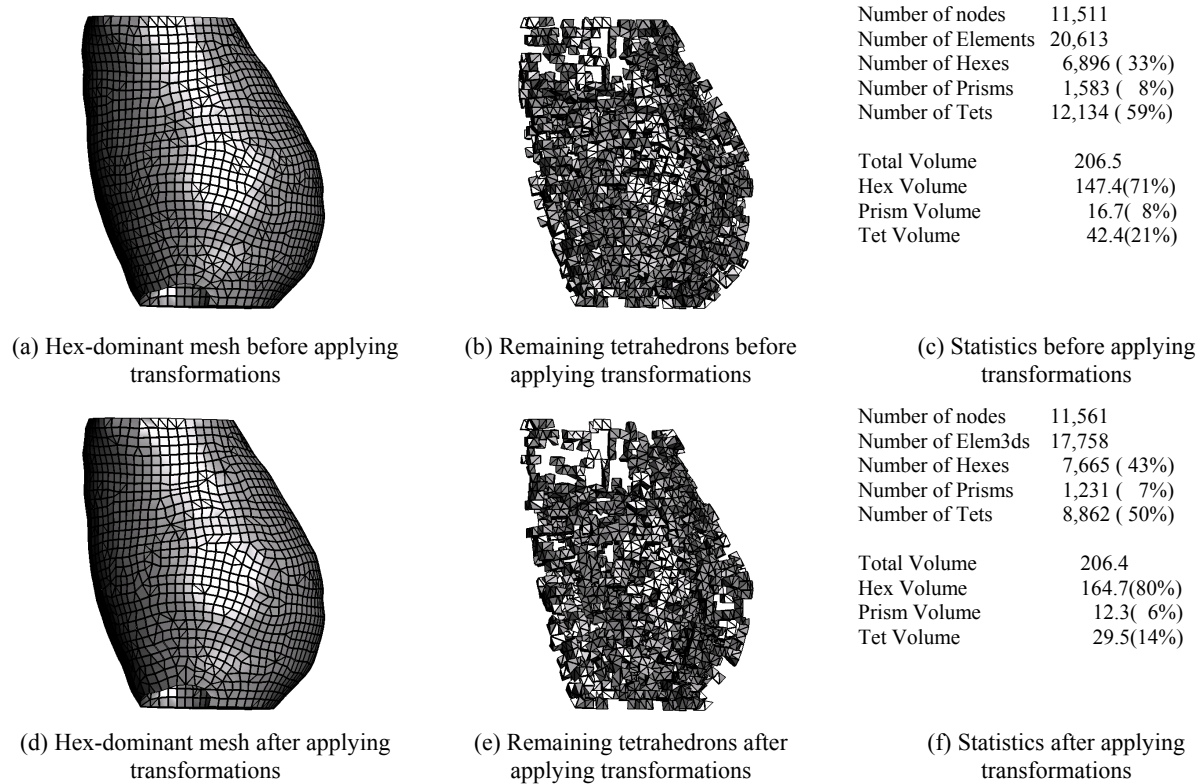 Number of nodes 11,511
Number of Elements 20,613
Number of Hexes 6,896 ( 33%)
Number of Prisms 1,583 ( 8%)
Number of Tets 12,134 ( 59%)
Total Volume 206.5
Hex Volume 147.4(71%)
Prism Volume 16.7( 8%)
Tet Volume 42.4(21%)
(a) Hex-dominant mesh before applying
transformations
(b) Remaining tetrahedrons before
applying transformations
(c) Statistics before applying
transformations
Number of nodes 11,561
Number of Elem3ds 17,758
Number of Hexes 7,665 ( 43%)
Number of Prisms 1,231 ( 7%)
Number of Tets 8,862 ( 50%)
Total Volume 206.4
Hex Volume 164.7(80%)
Prism Volume 12.3( 6%)
Tet Volume 29.5(14%)
(d) Hex-dominant mesh after applying
transformations
(e) Remaining tetrahedrons after
applying transformations
(f) Statistics after applying
transformations